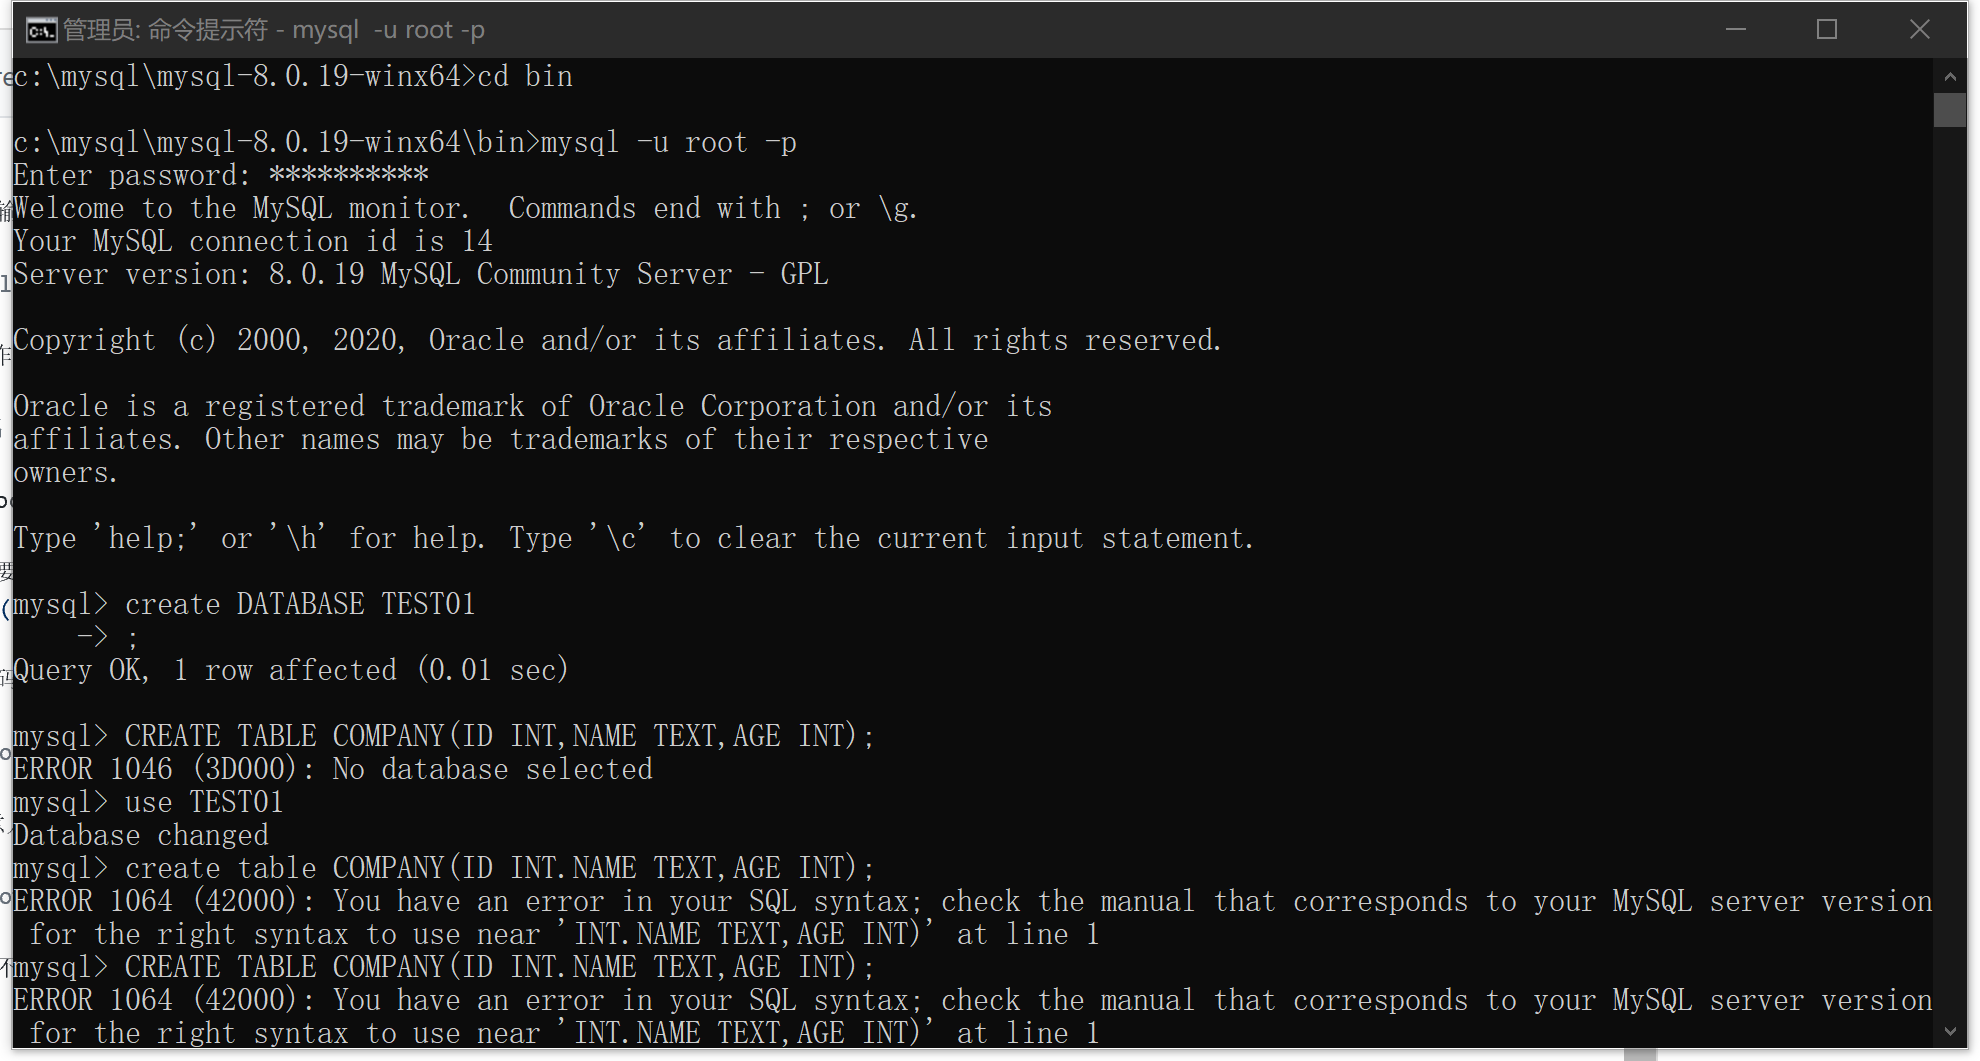 管理员: 命令提示符 - mysql  -u root -p
c:\mysql\mysql-8.0.19-winx64>cd bin
c:\mysql\mysql-8.0.19-winx64\bin>mysql -u root -p
Enter password: **********
Welcome to the MySQL monitor.  Commands end with ; or \g.
Your MySQL connection id is 14
Server version: 8.0.19 MySQL Community Server - GPL
Copyright (c) 2000, 2020, Oracle and/or its affiliates. All rights reserved.
Oracle is a registered trademark of Oracle Corporation and/or its
affiliates. Other names may be trademarks of their respective
owners.
Type 'help;' or '\h' for help. Type '\c' to clear the current input statement.
mysql> create DATABASE TEST01
    -> ;
Query OK, 1 row affected (0.01 sec)
mysql> CREATE TABLE COMPANY(ID INT,NAME TEXT,AGE INT);
ERROR 1046 (3D000): No database selected
mysql> use TEST01
Database changed
mysql> create table COMPANY(ID INT.NAME TEXT,AGE INT);
ERROR 1064 (42000): You have an error in your SQL syntax; check the manual that corresponds to your MySQL server version
 for the right syntax to use near 'INT.NAME TEXT,AGE INT)' at line 1
mysql> CREATE TABLE COMPANY(ID INT.NAME TEXT,AGE INT);
ERROR 1064 (42000): You have an error in your SQL syntax; check the manual that corresponds to your MySQL server version
 for the right syntax to use near 'INT.NAME TEXT,AGE INT)' at line 1